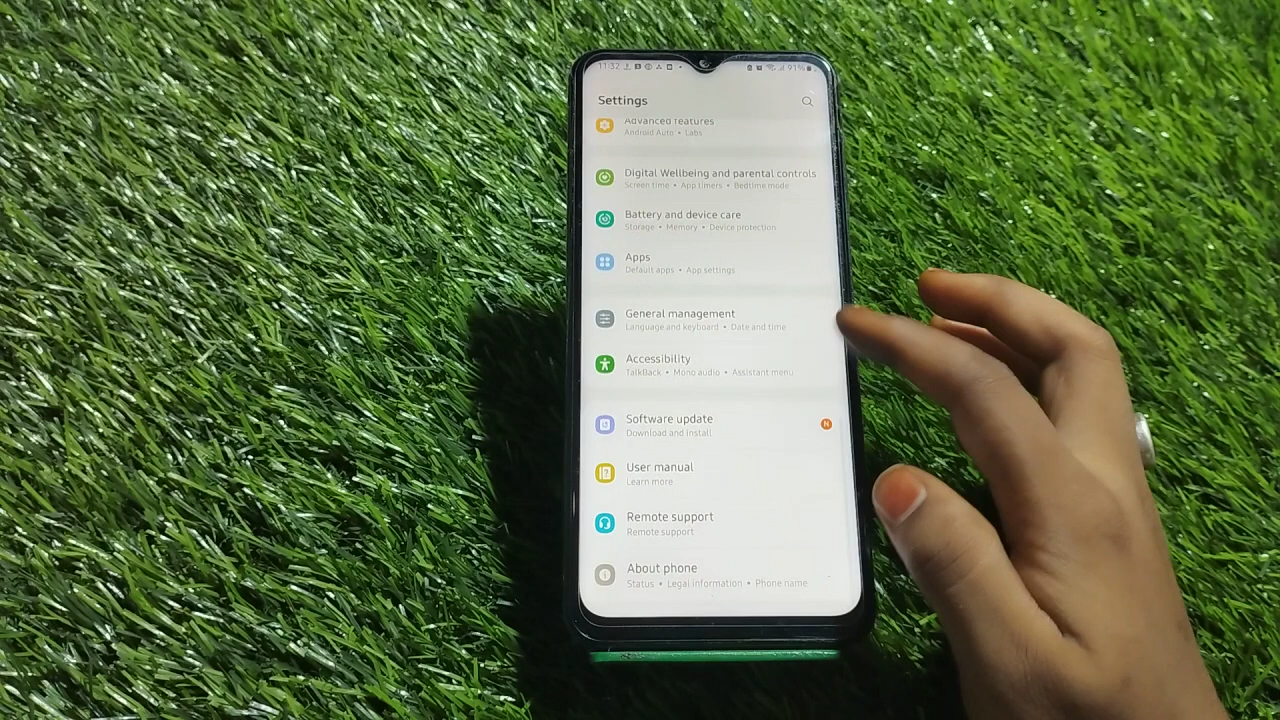 11:32 91%
Settings
Advanced features
Android Auto • Labs
Digital Wellbeing and parental controls
Screen time • App timers • Bedtime mode
Battery and device care
Storage • Memory • Device protection
Apps
Default apps • App settings
General management
Language and keyboard • Date and time
Accessibility
TalkBack • Mono audio • Assistant menu
Software update
Download and install
N
User manual
Learn more
Remote support
Remote support
About phone
Status • Legal information • Phone name